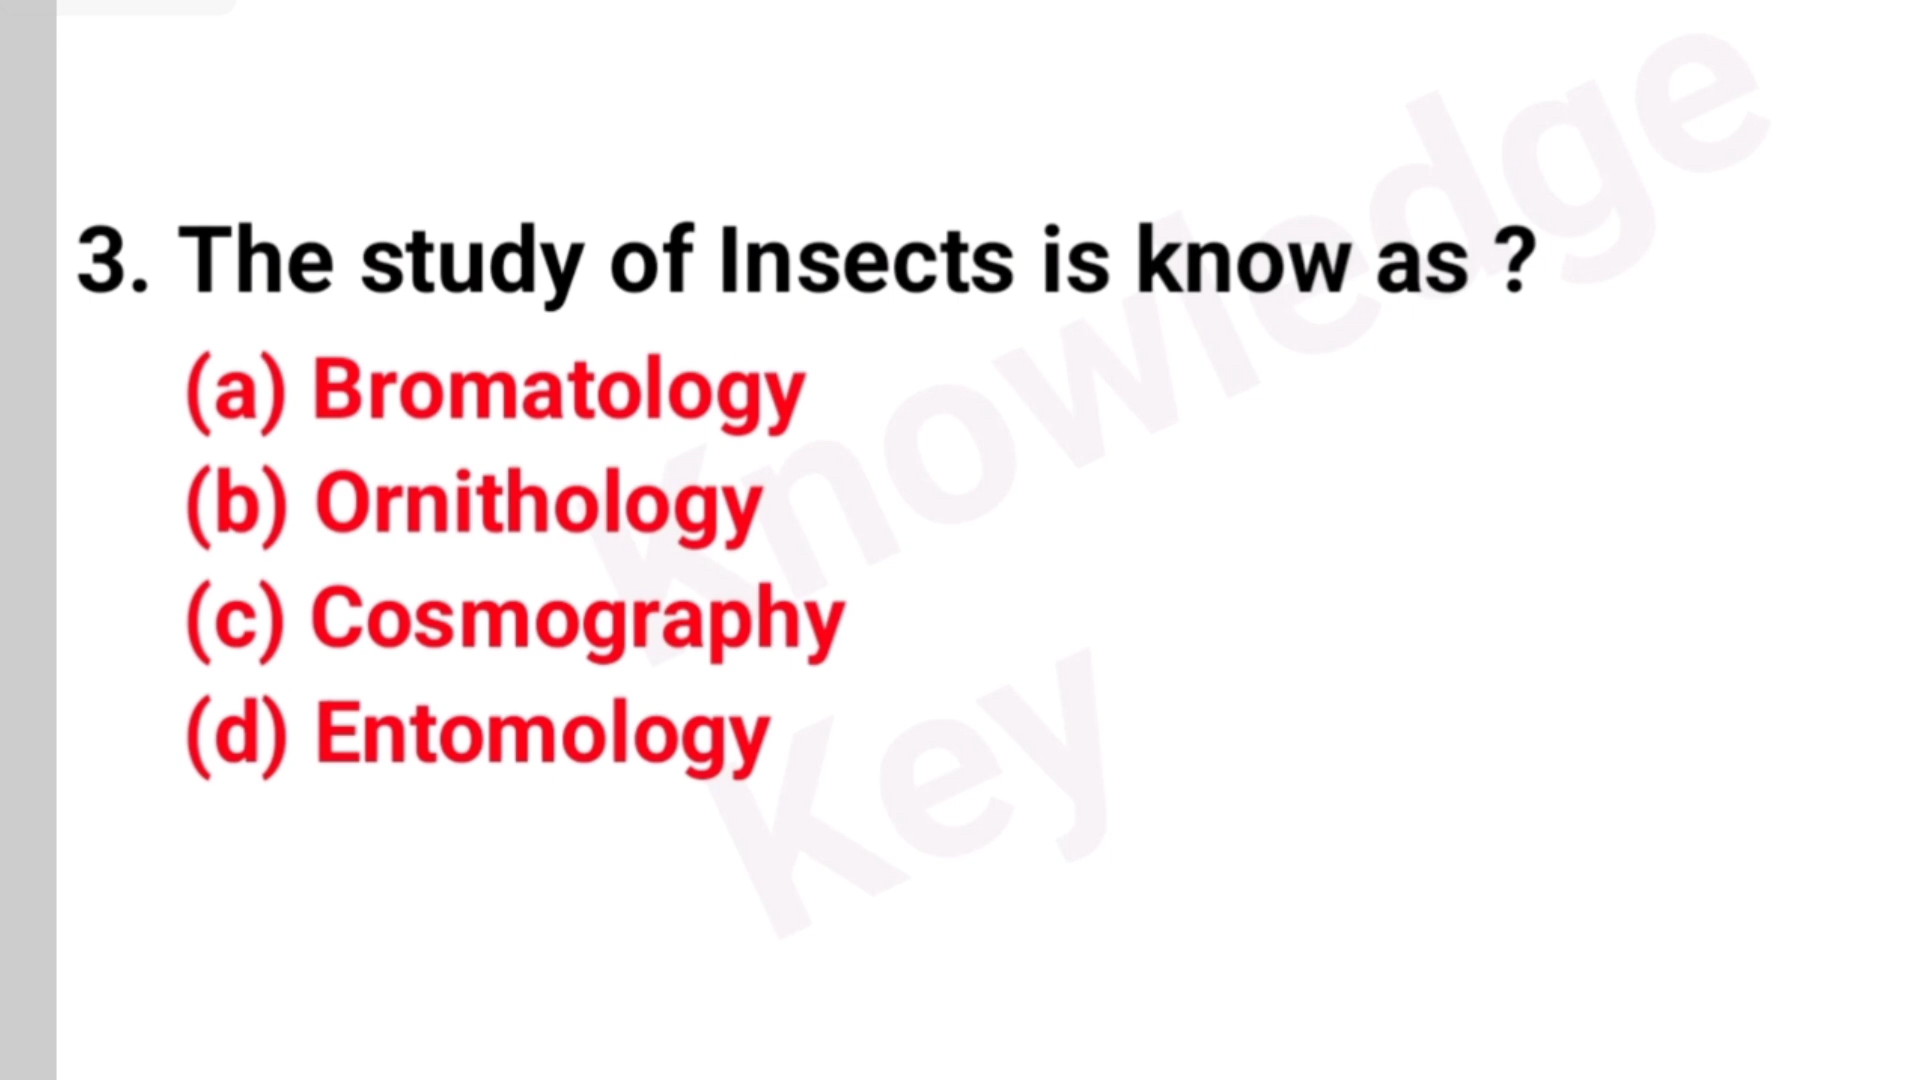 3. The study of Insects is know as ?
(a) Bromatology
(b) Ornithology
(c) Cosmography
(d) Entomology
Knowledge
Key